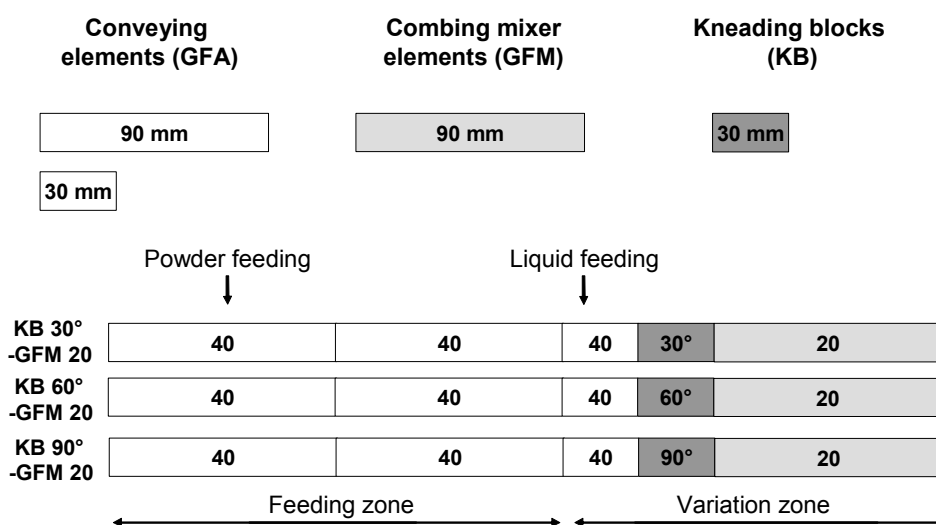 Conveying
elements (GFA)
Combing mixer
elements (GFM)
Kneading blocks
(KB)
90 mm
90 mm
30 mm
30 mm
Powder feeding
Liquid feeding
KB 30°
-GFM 20
40
40
40
30°
20
KB 60°
-GFM 20
40
40
40
60°
20
KB 90°
-GFM 20
40
40
40
90°
20
Feeding zone
Variation zone